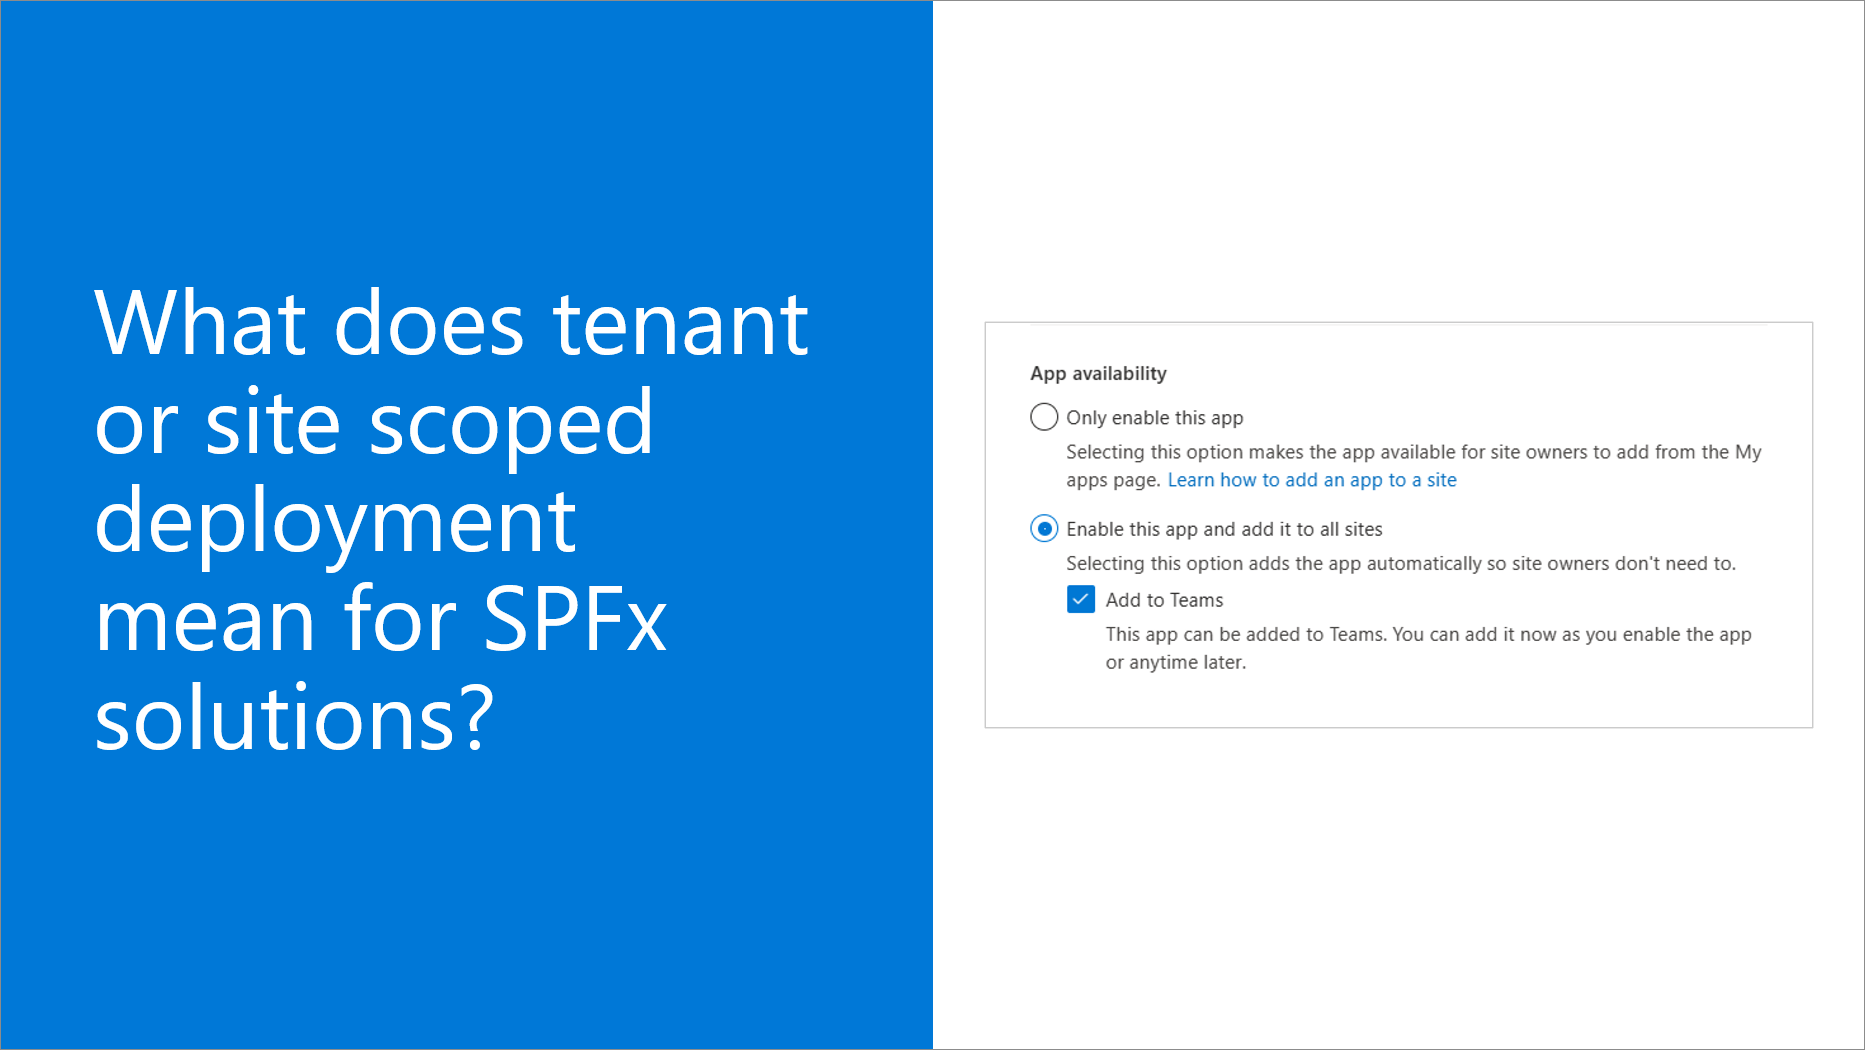 What does tenant
or site scoped
deployment
mean for SPFx
solutions?
App availability
Only enable this app
Selecting this option makes the app available for site owners to add from the My
apps page. Learn how to add an app to a site
Enable this app and add it to all sites
Selecting this option adds the app automatically so site owners don't need to.
Add to Teams
This app can be added to Teams. You can add it now as you enable the app
or anytime later.